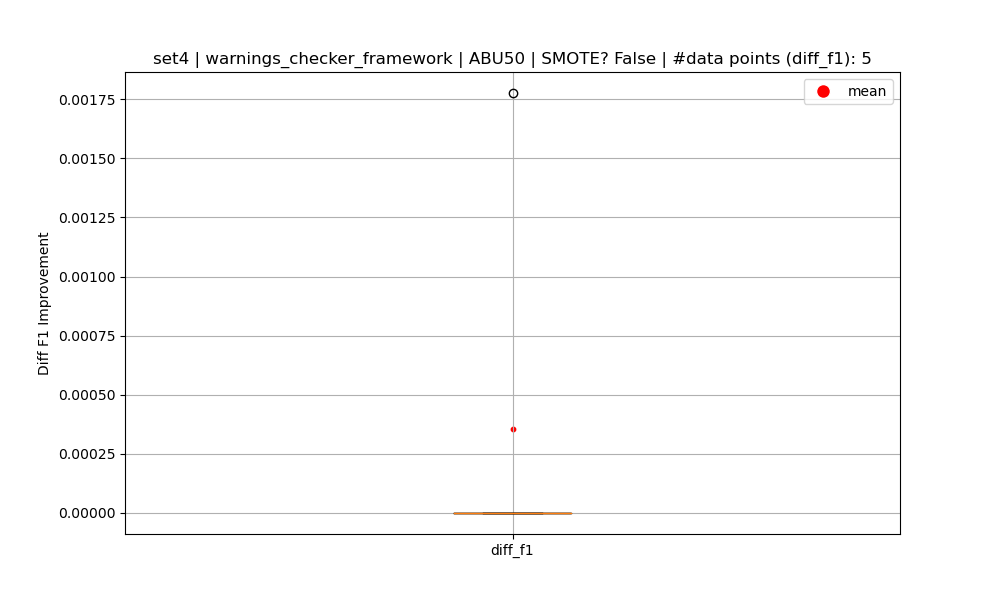 set4 | warnings_checker_framework | ABU50 | SMOTE? False | #data points (diff_f1): 5
mean
0.00175
0.00150
0.00125
0.00100
0.00075
0.00050
0.00025
0.00000
Diff F1 Improvement
diff_f1